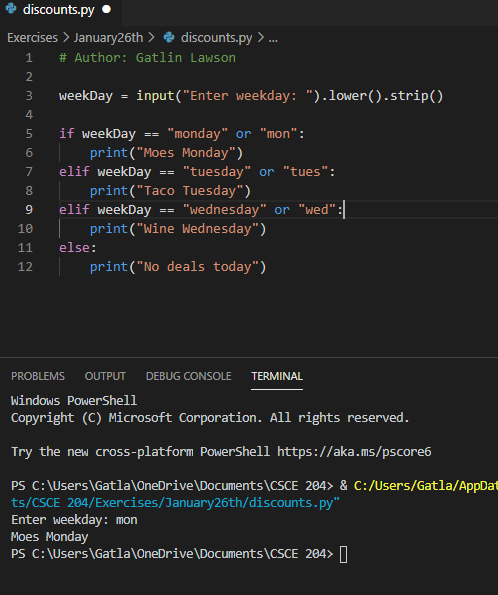 discounts.py
Exercises > January26th > discounts.py > ...
1 # Author: Gatlin Lawson
2
3 weekDay = input("Enter weekday: ").lower().strip()
4
5 if weekDay == "monday" or "mon":
6     print("Moes Monday")
7 elif weekDay == "tuesday" or "tues":
8     print("Taco Tuesday")
9 elif weekDay == "wednesday" or "wed":
10     print("Wine Wednesday")
11 else:
12     print("No deals today")
PROBLEMS OUTPUT DEBUG CONSOLE TERMINAL
Windows PowerShell
Copyright (C) Microsoft Corporation. All rights reserved.
Try the new cross-platform PowerShell https://aka.ms/pscore6
PS C:\Users\Gatla\OneDrive\Documents\CSCE 204> & C:/Users/Gatla/AppDat
ts/CSCE 204/Exercises/January26th/discounts.py"
Enter weekday: mon
Moes Monday
PS C:\Users\Gatla\OneDrive\Documents\CSCE 204>